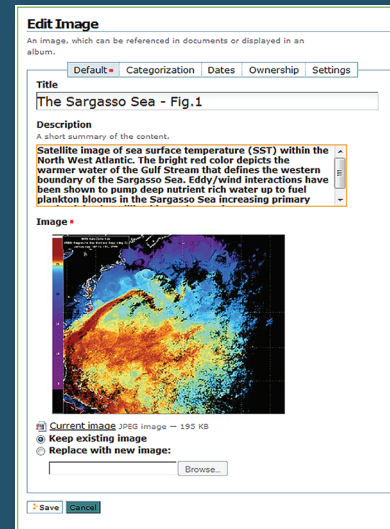 Edit Image
An image, which can be referenced in documents or displayed in an
album.
Default Categorization Dates Ownership Settings
Title
The Sargasso Sea - Fig.1
Description
A short summary of the content.
Satellite image of sea surface temperature (SST) within the
North West Atlantic. The bright red color depicts the
warmer water of the Gulf Stream that defines the western
boundary of the Sargasso Sea. Eddy/wind interactions have
been shown to pump deep nutrient rich water up to fuel
plankton blooms in the Sargasso Sea increasing primary
Image
Current image JPEG image — 195 KB
Keep existing image
Replace with new image:
Browse...
Save Cancel